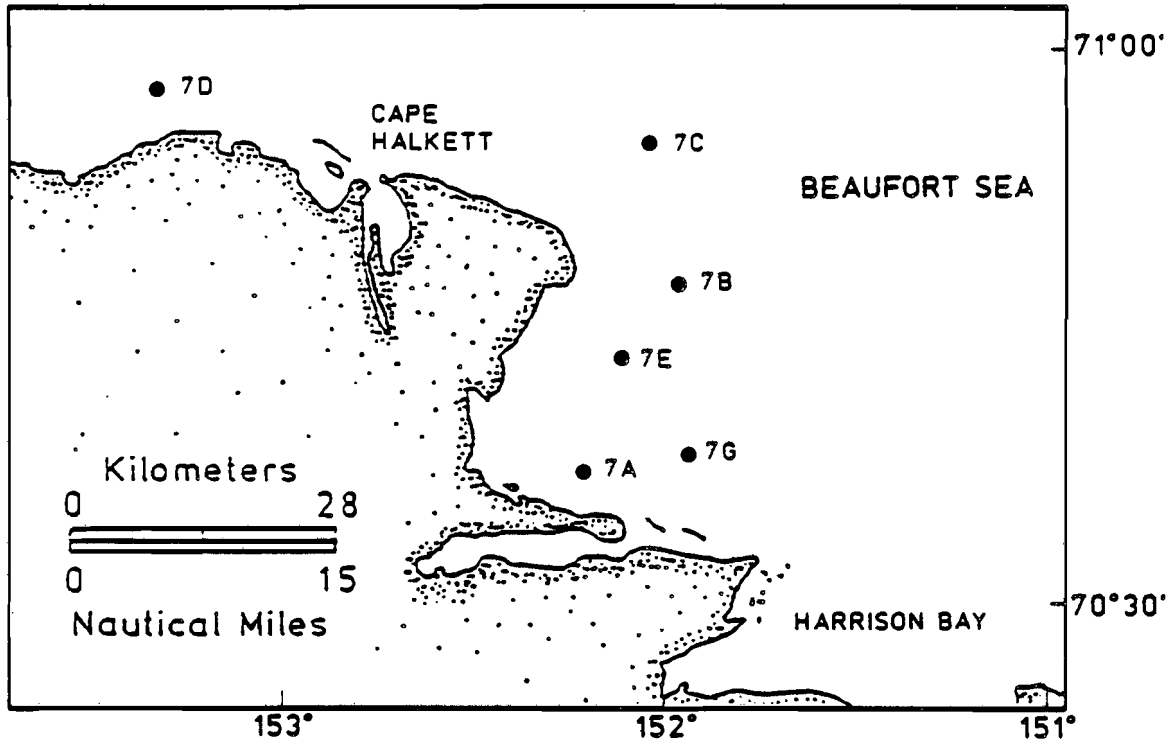 71°00'
7D
CAPE
HALKETT
7C
BEAUFORT SEA
7B
7E
7G
7A
Kilometers
0 28
0 15
Nautical Miles
70°30'
HARRISON BAY
153°
152°
151°